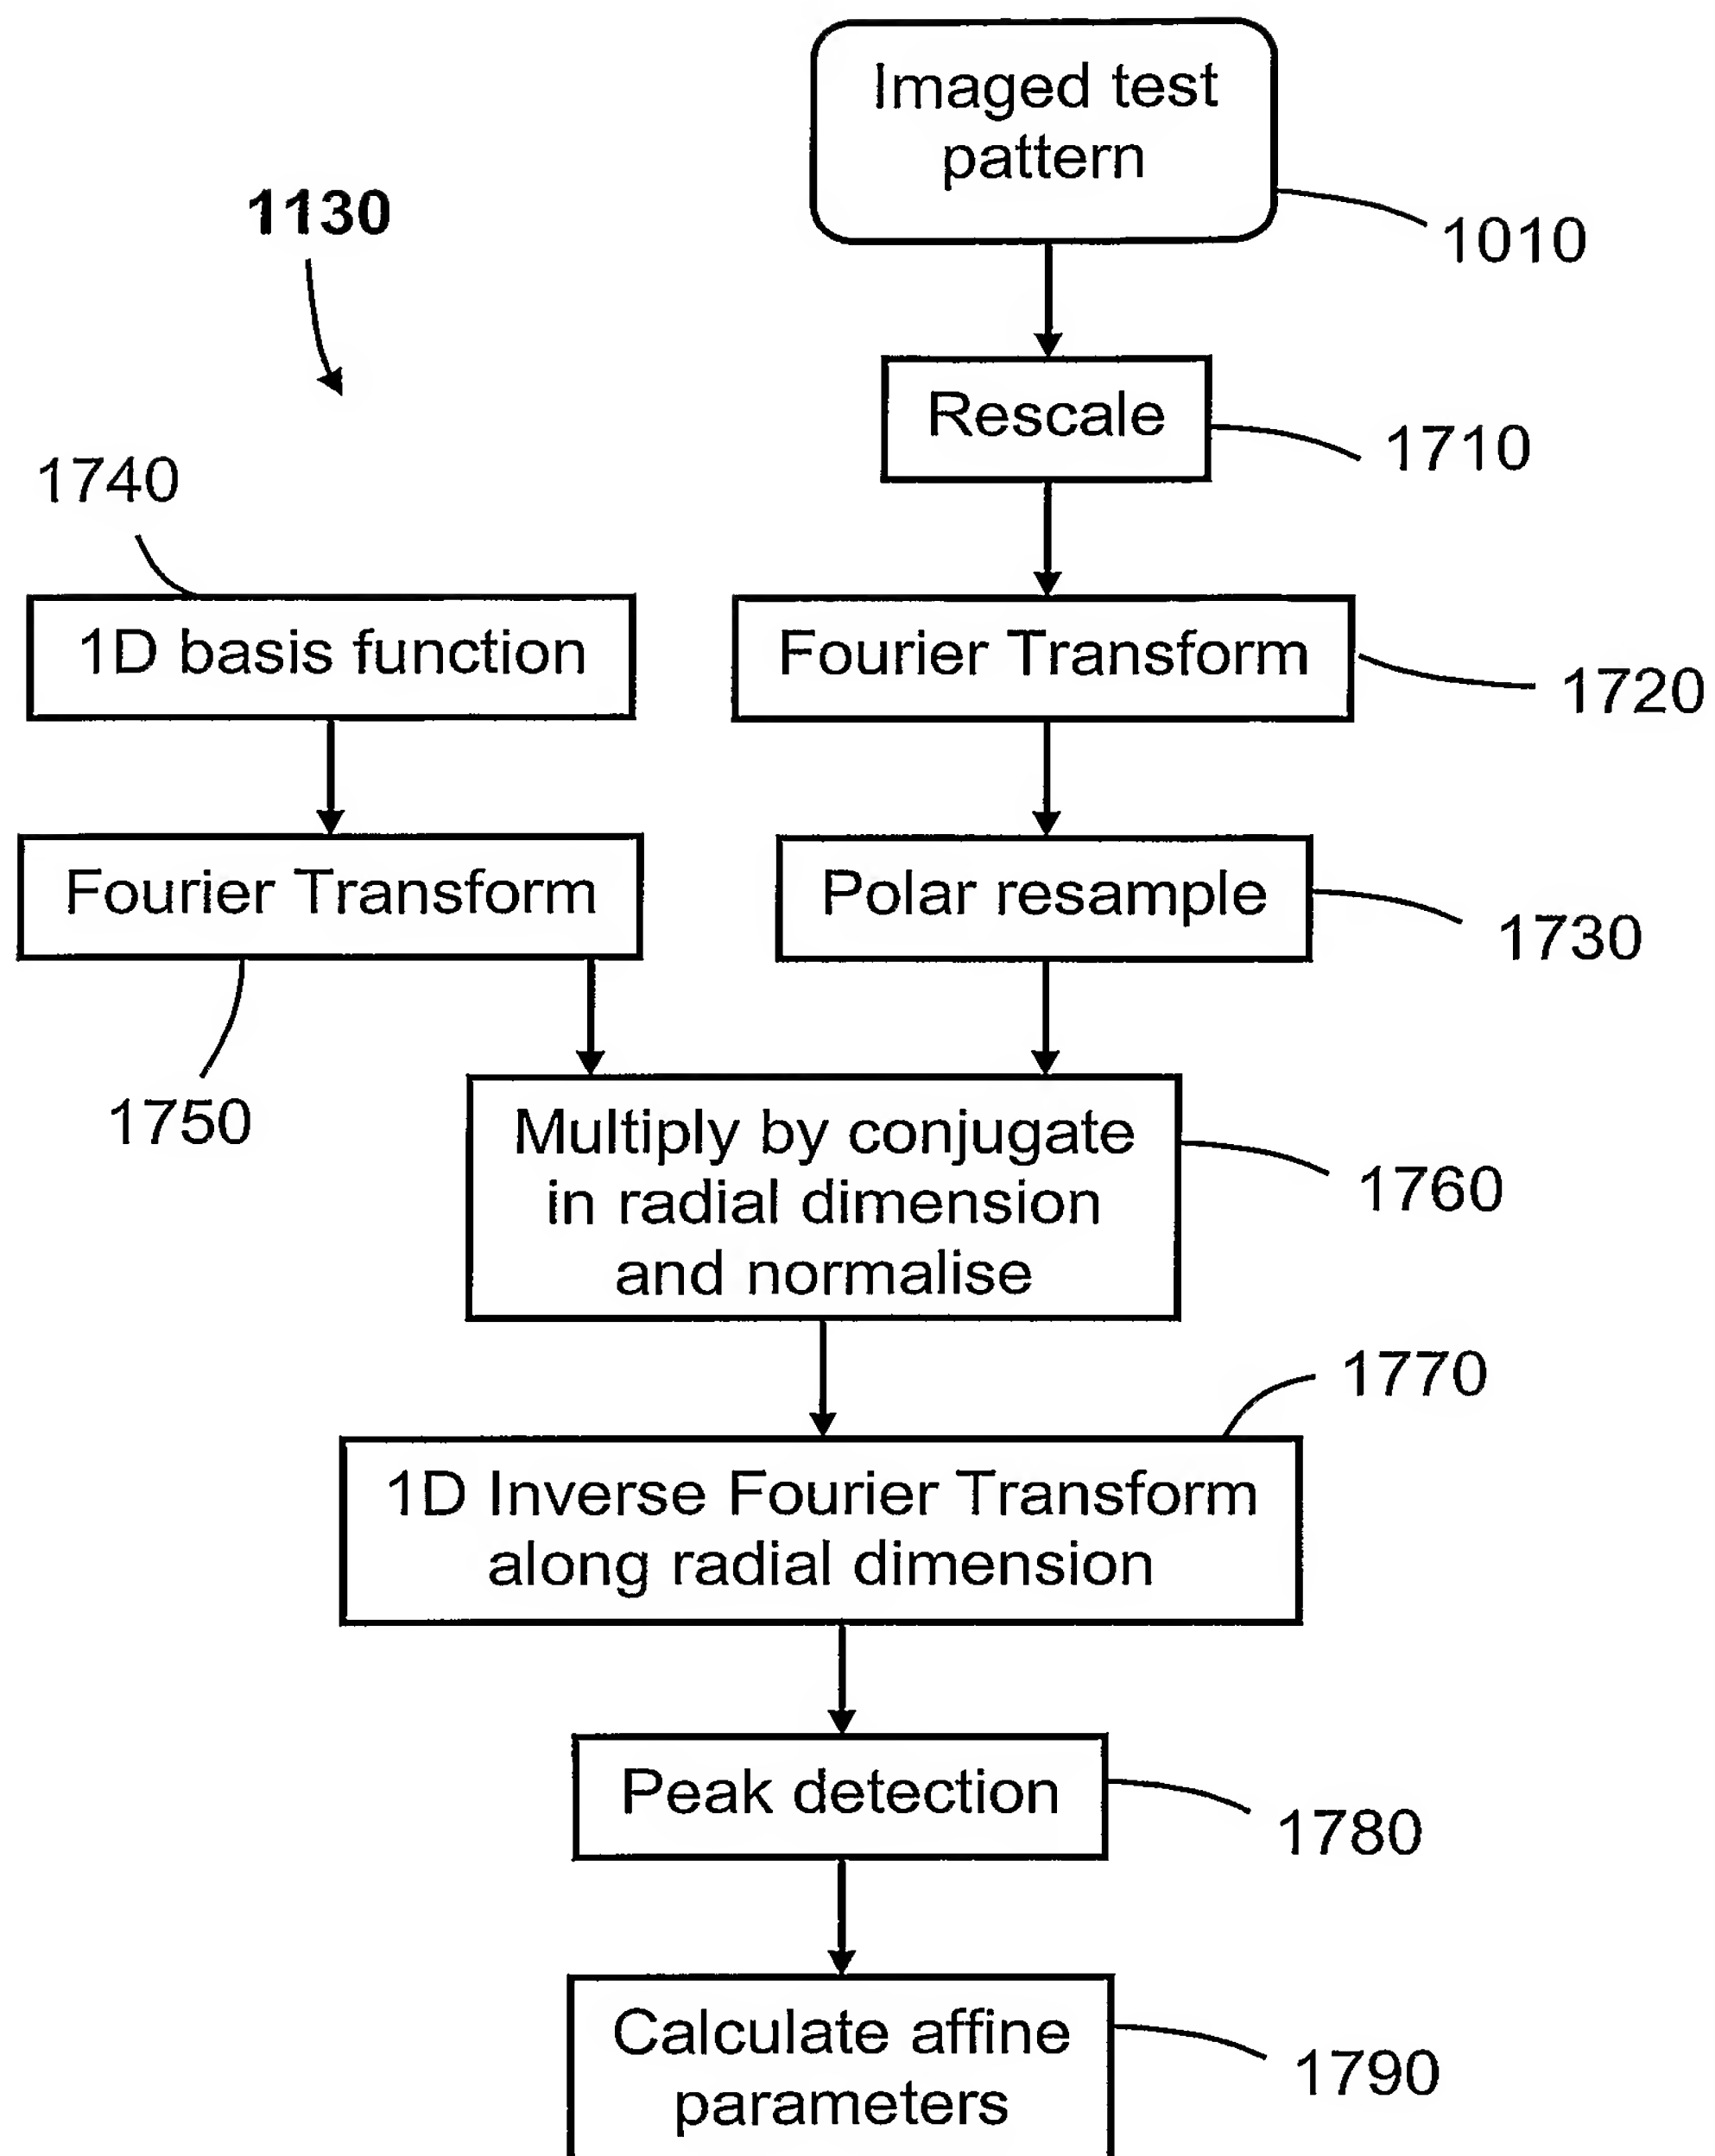 Imaged test
pattern
1130
1010
Rescale
1710
1740
1D basis function
Fourier Transform
1720
Fourier Transform
Polar resample
1730
1750
Multiply by conjugate
in radial dimension
and normalise
1760
1770
1D Inverse Fourier Transform
along radial dimension
Peak detection
1780
Calculate affine
parameters
1790